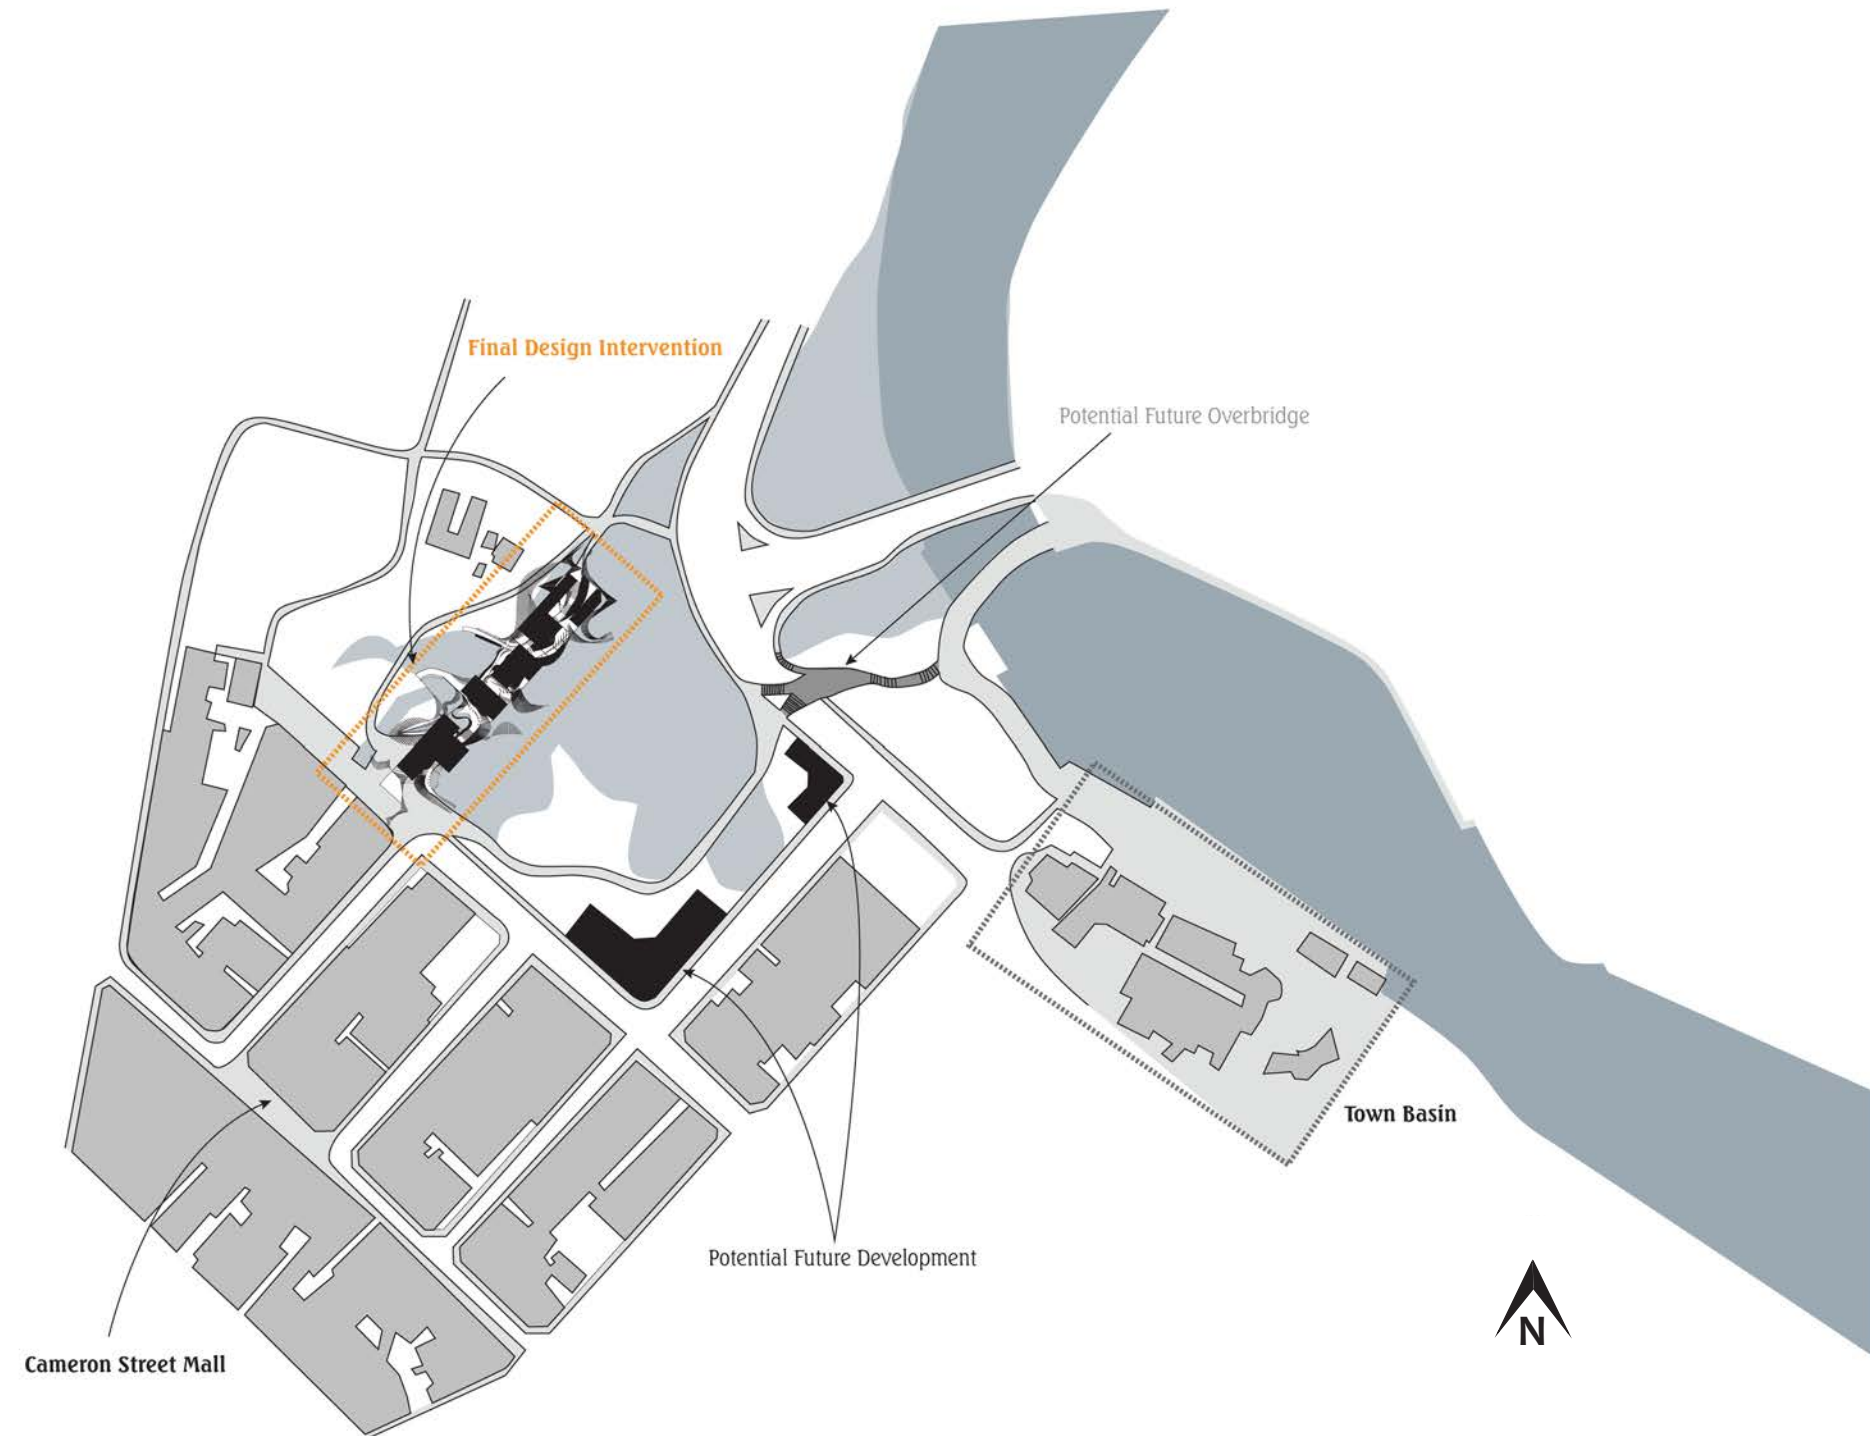 Final Design Intervention
Potential Future Overbridge
Town Basin
Potential Future Development
N
Cameron Street Mall